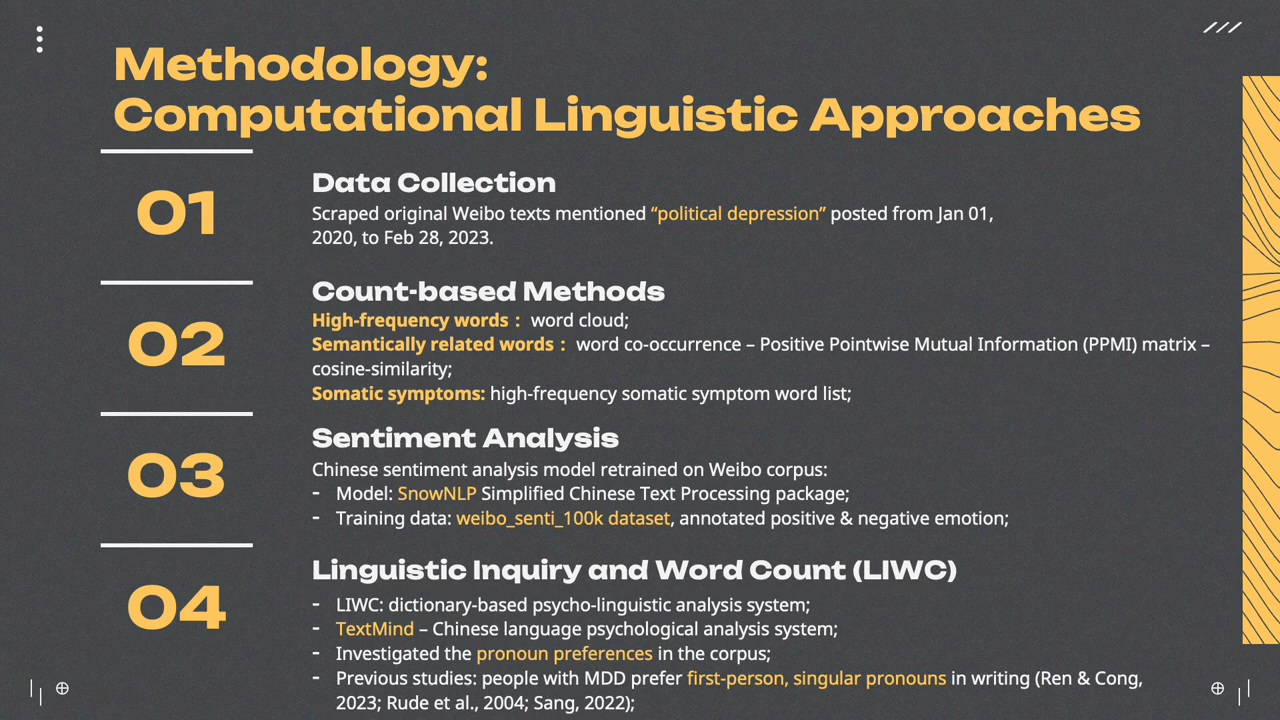 Methodology:
Computational Linguistic Approaches
01
Data Collection
Scraped original Weibo texts mentioned “political depression” posted from Jan 01,
2020, to Feb 28, 2023.
02
Count-based Methods
High-frequency words： word cloud;
Semantically related words： word co-occurrence – Positive Pointwise Mutual Information (PPMI) matrix –
cosine-similarity;
Somatic symptoms: high-frequency somatic symptom word list;
03
Sentiment Analysis
Chinese sentiment analysis model retrained on Weibo corpus:
- Model: SnowNLP Simplified Chinese Text Processing package;
- Training data: weibo_senti_100k dataset, annotated positive & negative emotion;
04
Linguistic Inquiry and Word Count (LIWC)
- LIWC: dictionary-based psycho-linguistic analysis system;
- TextMind – Chinese language psychological analysis system;
- Investigated the pronoun preferences in the corpus;
- Previous studies: people with MDD prefer first-person, singular pronouns in writing (Ren & Cong,
2023; Rude et al., 2004; Sang, 2022);